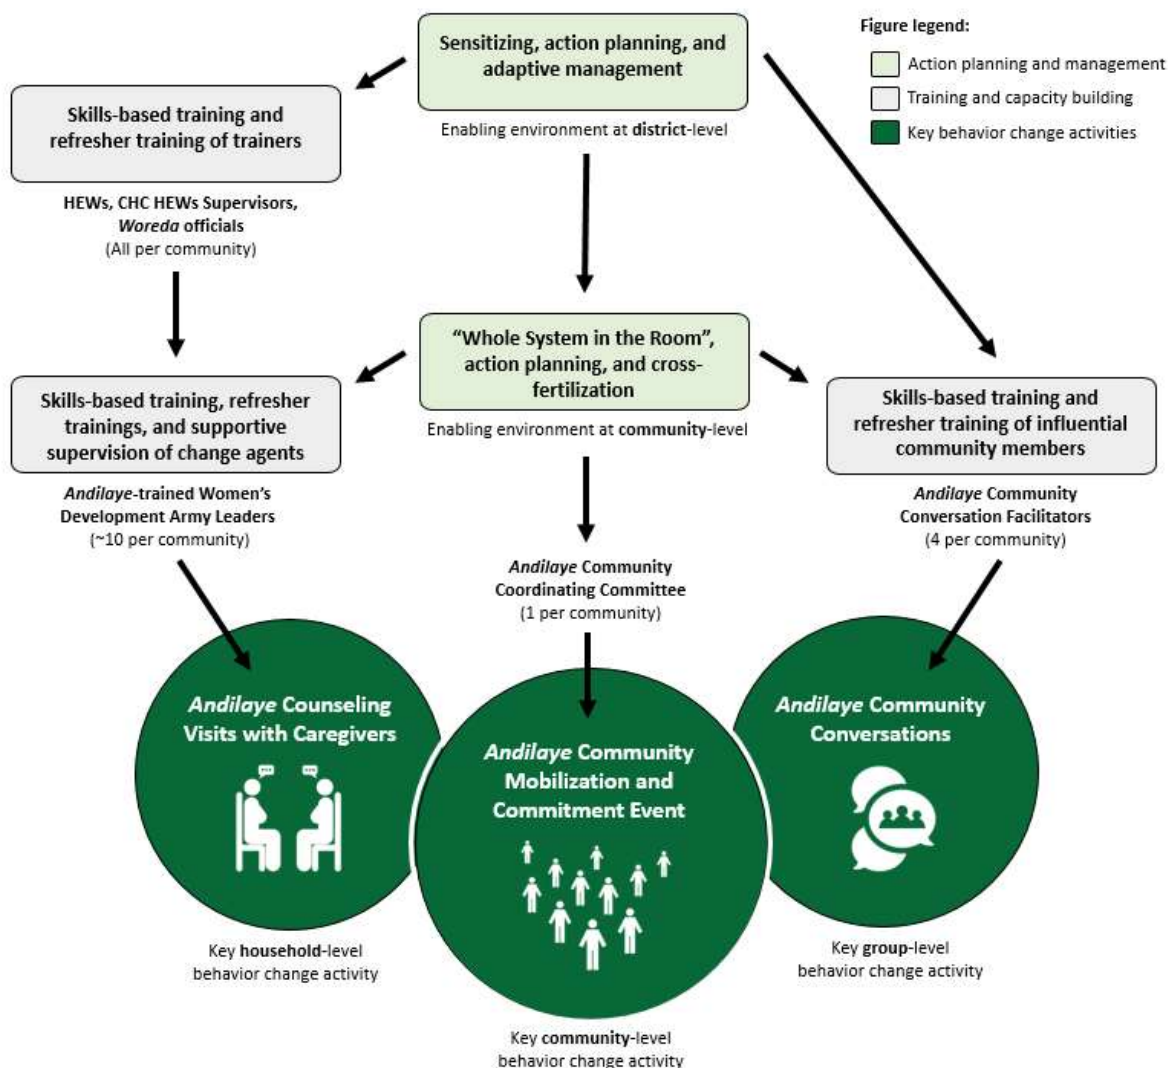 Sensitizing, action planning, and
adaptive management
Enabling environment at district-level
Figure legend:
Action planning and management
Training and capacity building
Key behavior change activities
Skills-based training and
refresher training of trainers
HEWs, CHC HEWs Supervisors,
Woreda officials
(All per community)
"Whole System in the Room",
action planning, and cross-
fertilization
Enabling environment at community-level
Skills-based training, refresher
trainings, and supportive
supervision of change agents
Andilaye-trained Women's
Development Army Leaders
(~10 per community)
Skills-based training and
refresher training of influential
community members
Andilaye Community
Conversation Facilitators
(4 per community)
Andilaye Community
Coordinating Committee
(1 per community)
Andilaye Counseling
Visits with Caregivers
Andilaye Community
Mobilization and
Commitment Event
Andilaye Community
Conversations
Key household-level
behavior change activity
Key community-level
behavior change activity
Key group-level
behavior change activity